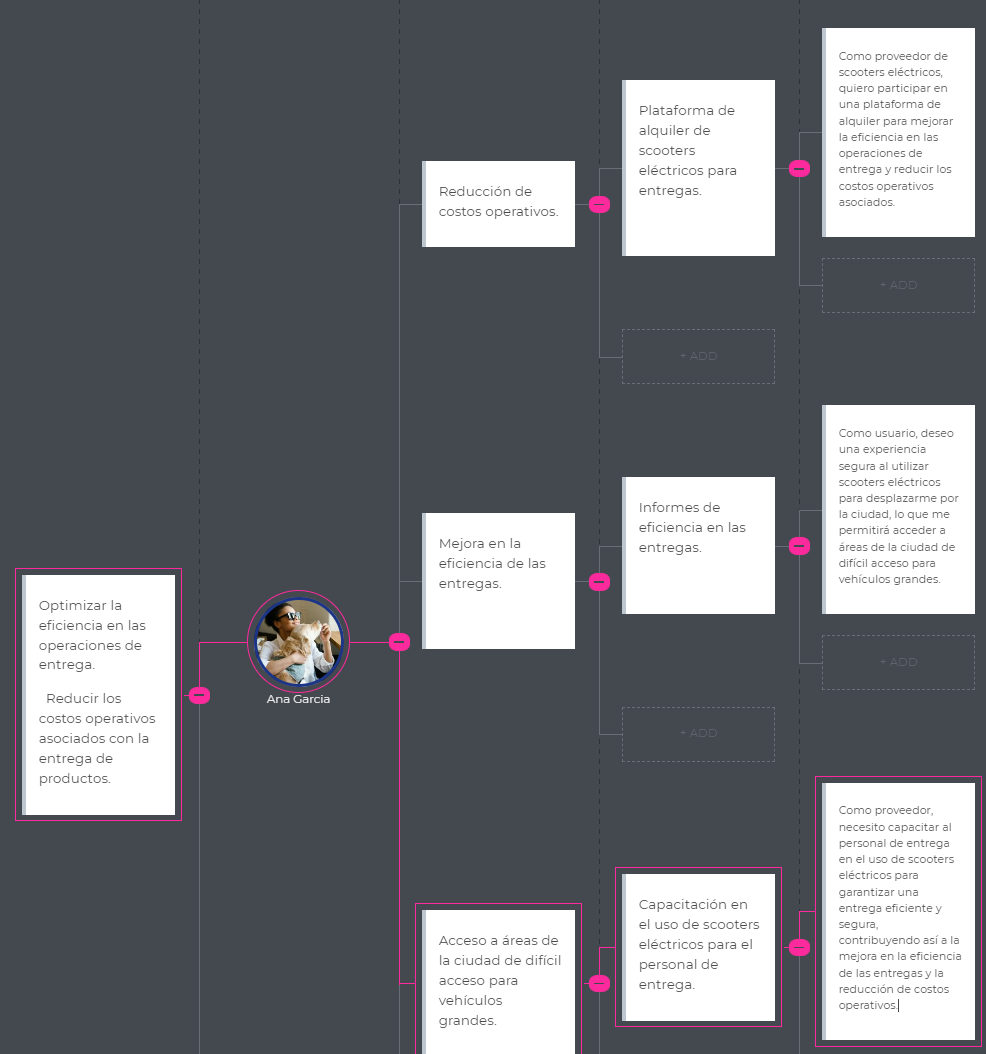 Optimizar la
eficiencia en las
operaciones de
entrega.
Reducir los
costos operativos
asociados con la
entrega de
productos.
Ana Garcia
Reducción de
costos operativos.
Plataforma de
alquiler de
scooters
eléctricos para
entregas.
Como proveedor de
scooters eléctricos,
quiero participar en
una plataforma de
alquiler para mejorar
la eficiencia en las
operaciones de
entrega y reducir los
costos operativos
asociados.
+ ADD
+ ADD
Mejora en la
eficiencia de las
entregas.
Informes de
eficiencia en las
entregas.
Como usuario, deseo
una experiencia
segura al utilizar
scooters eléctricos
para desplazarme por
la ciudad, lo que me
permitirá acceder a
áreas de la ciudad de
difícil acceso para
vehículos grandes.
+ ADD
+ ADD
Acceso a áreas de
la ciudad de difícil
acceso para
vehículos
grandes.
Capacitación en
el uso de scooters
eléctricos para el
personal de
entrega.
Como proveedor,
necesito capacitar al
personal de entrega
en el uso de scooters
eléctricos para
garantizar una
entrega eficiente y
segura,
contribuyendo así a la
mejora en la eficiencia
de las entregas y la
reducción de costos
operativos.